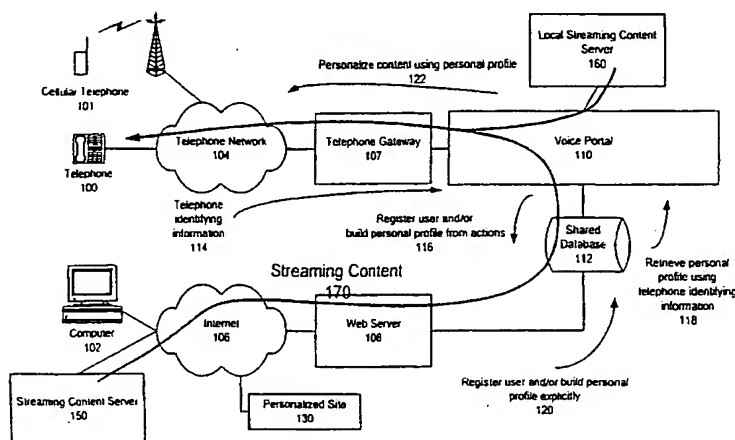 Local Streaming Content
Server
160
Personalize content using personal profile
122
Cellular Telephone
101
Telephone Network
104
Telephone Gateway
107
Voice Portal
110
Telephone
100
Telephone
identifying
information
114
Register user and/or
build personal profile from actions
116
Shared
Database
112
Retrieve personal
profile using
telephone identifying
information
118
Streaming Content
170
Computer
102
Internet
106
Web Server
108
Streaming Content Server
150
Personalized Site
130
Register user and/or build personal
profile explicitly
120